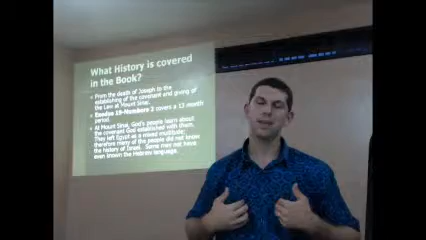 What History is covered
in the Book?
From the death of Joseph to the
establishing of the covenant and giving of
the Law at Mount Sinai.
Exodus 19-Numbers 2 covers a 13 month
period
At Mount Sinai, God's people learn about
the covenant God established with them.
They left Egypt as a mixed multitude;
therefore many of the people did not know
the history of Israel. Some may not have
even known the Hebrew language.